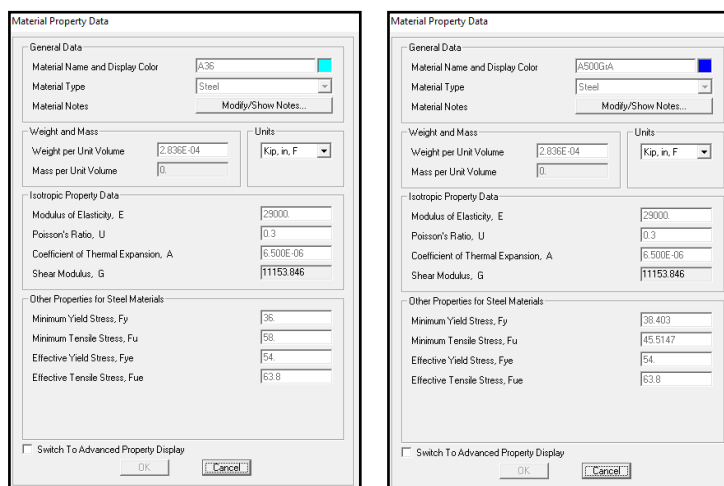 Material Property Data
General Data
Material Name and Display Color A36
Material Type Steel
Material Notes Modify/Show Notes...
Weight and Mass
Weight per Unit Volume 2.836E-04
Mass per Unit Volume 0.
Units
Kip, in, F
Isotropic Property Data
Modulus of Elasticity, E 29000.
Poisson's Ratio, U 0.3
Coefficient of Thermal Expansion, A 6.500E-06
Shear Modulus, G 11153.846
Other Properties for Steel Materials
Minimum Yield Stress, Fy 36.
Minimum Tensile Stress, Fu 58.
Effective Yield Stress, Fye 54.
Effective Tensile Stress, Fue 63.8
Switch To Advanced Property Display
OK Cancel
Material Property Data
General Data
Material Name and Display Color A500GrA
Material Type Steel
Material Notes Modify/Show Notes...
Weight and Mass
Weight per Unit Volume 2.836E-04
Mass per Unit Volume 0.
Units
Kip, in, F
Isotropic Property Data
Modulus of Elasticity, E 29000.
Poisson's Ratio, U 0.3
Coefficient of Thermal Expansion, A 6.500E-06
Shear Modulus, G 11153.846
Other Properties for Steel Materials
Minimum Yield Stress, Fy 38.403
Minimum Tensile Stress, Fu 45.5147
Effective Yield Stress, Fye 54.
Effective Tensile Stress, Fue 63.8
Switch To Advanced Property Display
OK Cancel